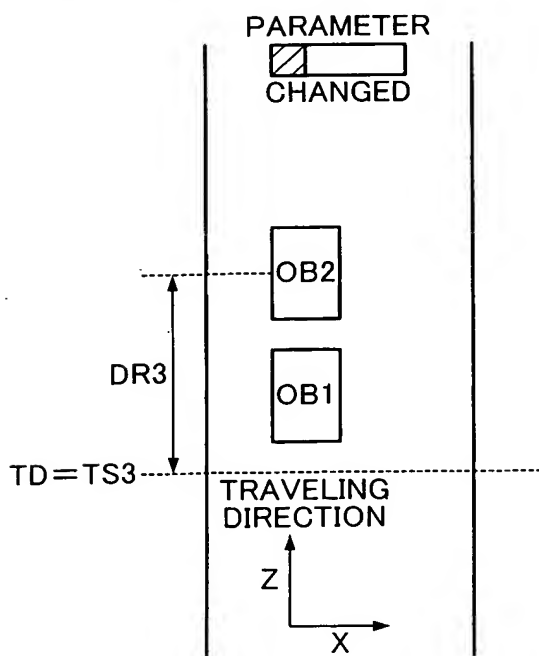 PARAMETER
CHANGED
OB2
DR3
OB1
TD=TS3
TRAVELING
DIRECTION
Z
X